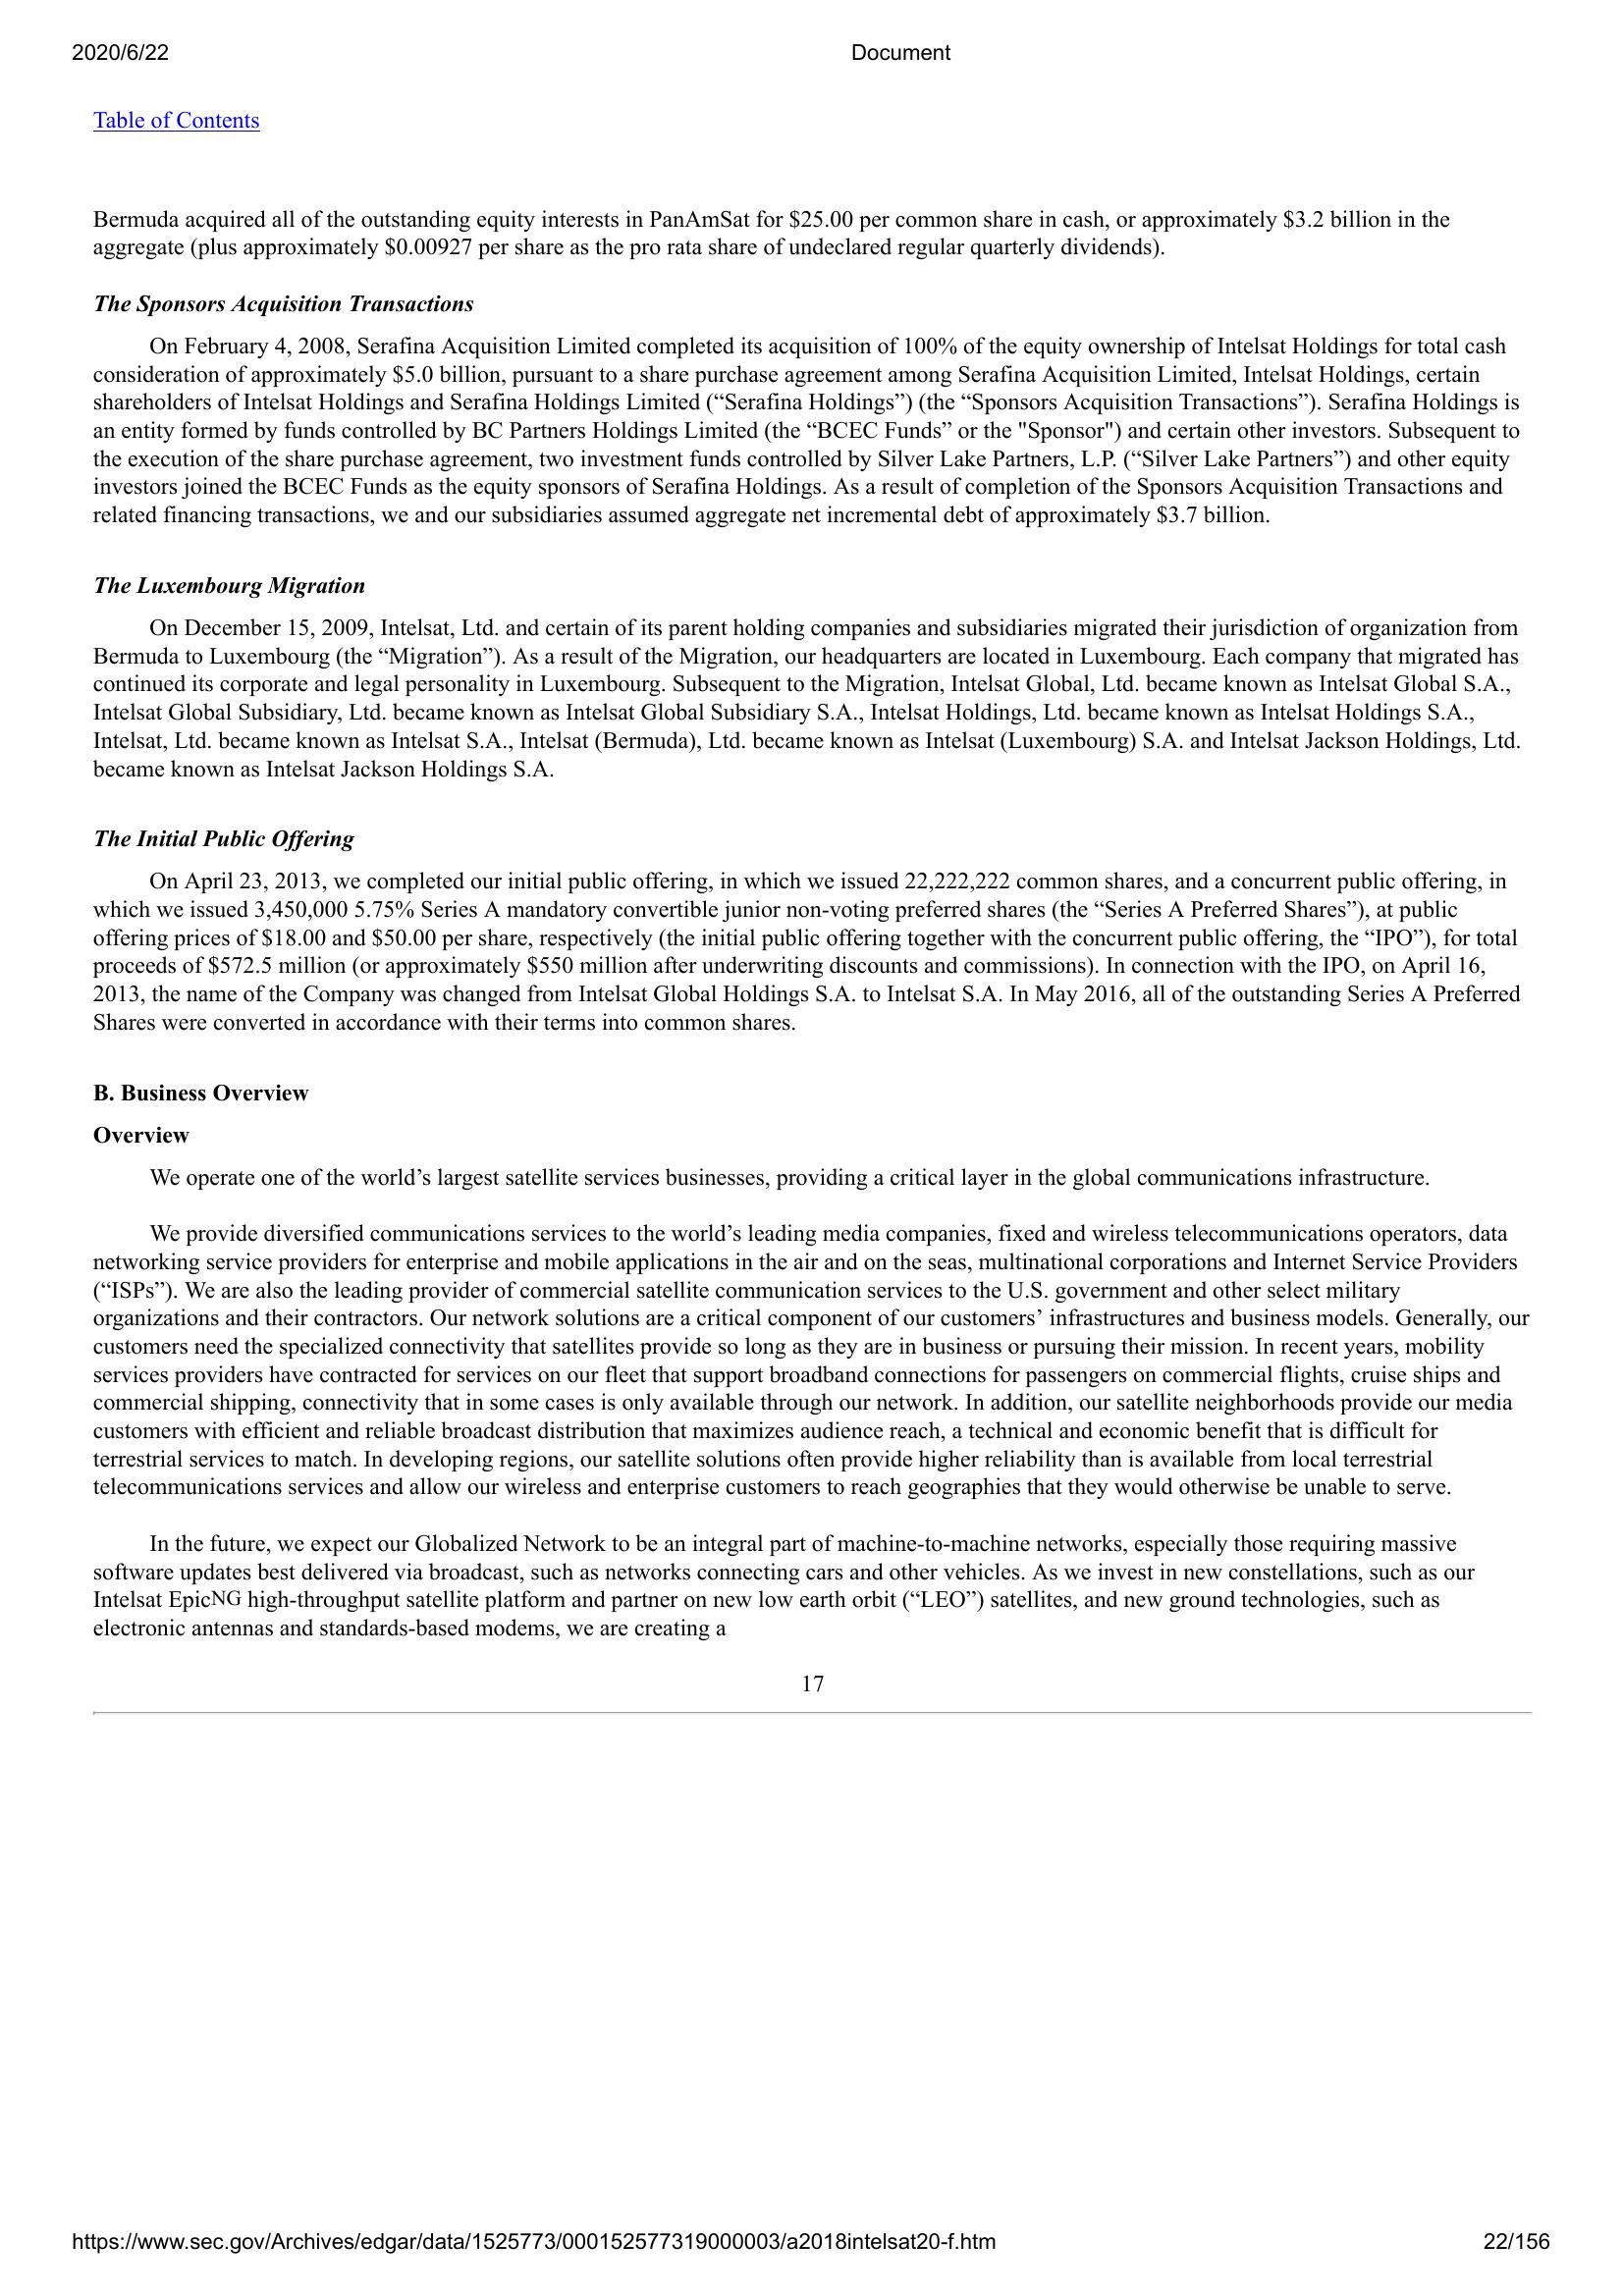 2020/6/22
Document
Table of Contents
Bermuda acquired all of the outstanding equity interests in PanAmSat for $25.00 per common share in cash, or approximately $3.2 billion in the
aggregate (plus approximately $0.00927 per share as the pro rata share of undeclared regular quarterly dividends).
The Sponsors Acquisition Transactions
On February 4, 2008, Serafina Acquisition Limited completed its acquisition of 100% of the equity ownership of Intelsat Holdings for total cash
consideration of approximately $5.0 billion, pursuant to a share purchase agreement among Serafina Acquisition Limited, Intelsat Holdings, certain
shareholders of Intelsat Holdings and Serafina Holdings Limited (“Serafina Holdings”) (the “Sponsors Acquisition Transactions”). Serafina Holdings is
an entity formed by funds controlled by BC Partners Holdings Limited (the “BCEC Funds” or the "Sponsor") and certain other investors. Subsequent to
the execution of the share purchase agreement, two investment funds controlled by Silver Lake Partners, L.P. (“Silver Lake Partners”) and other equity
investors joined the BCEC Funds as the equity sponsors of Serafina Holdings. As a result of completion of the Sponsors Acquisition Transactions and
related financing transactions, we and our subsidiaries assumed aggregate net incremental debt of approximately $3.7 billion.
The Luxembourg Migration
On December 15, 2009, Intelsat, Ltd. and certain of its parent holding companies and subsidiaries migrated their jurisdiction of organization from
Bermuda to Luxembourg (the “Migration”). As a result of the Migration, our headquarters are located in Luxembourg. Each company that migrated has
continued its corporate and legal personality in Luxembourg. Subsequent to the Migration, Intelsat Global, Ltd. became known as Intelsat Global S.A.,
Intelsat Global Subsidiary, Ltd. became known as Intelsat Global Subsidiary S.A., Intelsat Holdings, Ltd. became known as Intelsat Holdings S.A.,
Intelsat, Ltd. became known as Intelsat S.A., Intelsat (Bermuda), Ltd. became known as Intelsat (Luxembourg) S.A. and Intelsat Jackson Holdings, Ltd.
became known as Intelsat Jackson Holdings S.A.
The Initial Public Offering
On April 23, 2013, we completed our initial public offering, in which we issued 22,222,222 common shares, and a concurrent public offering, in
which we issued 3,450,000 5.75% Series A mandatory convertible junior non-voting preferred shares (the “Series A Preferred Shares”), at public
offering prices of $18.00 and $50.00 per share, respectively (the initial public offering together with the concurrent public offering, the “IPO”), for total
proceeds of $572.5 million (or approximately $550 million after underwriting discounts and commissions). In connection with the IPO, on April 16,
2013, the name of the Company was changed from Intelsat Global Holdings S.A. to Intelsat S.A. In May 2016, all of the outstanding Series A Preferred
Shares were converted in accordance with their terms into common shares.
B. Business Overview
Overview
We operate one of the world’s largest satellite services businesses, providing a critical layer in the global communications infrastructure.
We provide diversified communications services to the world’s leading media companies, fixed and wireless telecommunications operators, data
networking service providers for enterprise and mobile applications in the air and on the seas, multinational corporations and Internet Service Providers
(“ISPs”). We are also the leading provider of commercial satellite communication services to the U.S. government and other select military
organizations and their contractors. Our network solutions are a critical component of our customers’ infrastructures and business models. Generally, our
customers need the specialized connectivity that satellites provide so long as they are in business or pursuing their mission. In recent years, mobility
services providers have contracted for services on our fleet that support broadband connections for passengers on commercial flights, cruise ships and
commercial shipping, connectivity that in some cases is only available through our network. In addition, our satellite neighborhoods provide our media
customers with efficient and reliable broadcast distribution that maximizes audience reach, a technical and economic benefit that is difficult for
terrestrial services to match. In developing regions, our satellite solutions often provide higher reliability than is available from local terrestrial
telecommunications services and allow our wireless and enterprise customers to reach geographies that they would otherwise be unable to serve.
In the future, we expect our Globalized Network to be an integral part of machine-to-machine networks, especially those requiring massive
software updates best delivered via broadcast, such as networks connecting cars and other vehicles. As we invest in new constellations, such as our
Intelsat EpicNG high-throughput satellite platform and partner on new low earth orbit (“LEO”) satellites, and new ground technologies, such as
electronic antennas and standards-based modems, we are creating a
17
https://www.sec.gov/Archives/edgar/data/1525773/000152577319000003/a2018intelsat20-f.htm
22/156